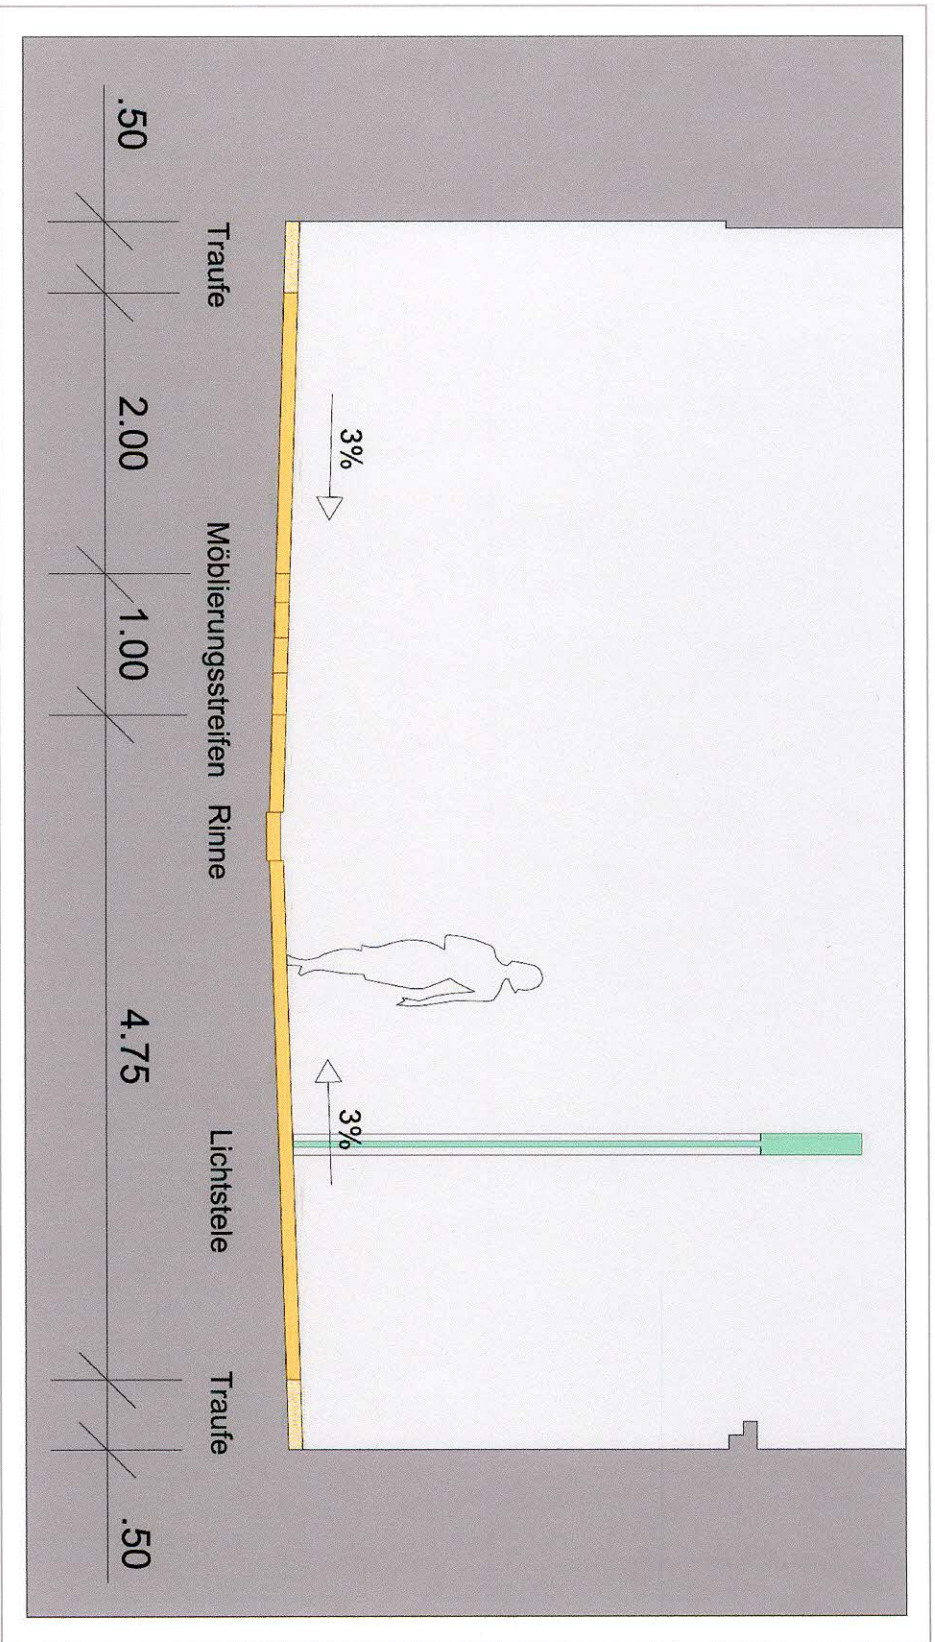 3%
3%
Traufe
Möblierungsstreifen
Rinne
Lichtstele
Traufe
.50
2.00
1.00
4.75
.50